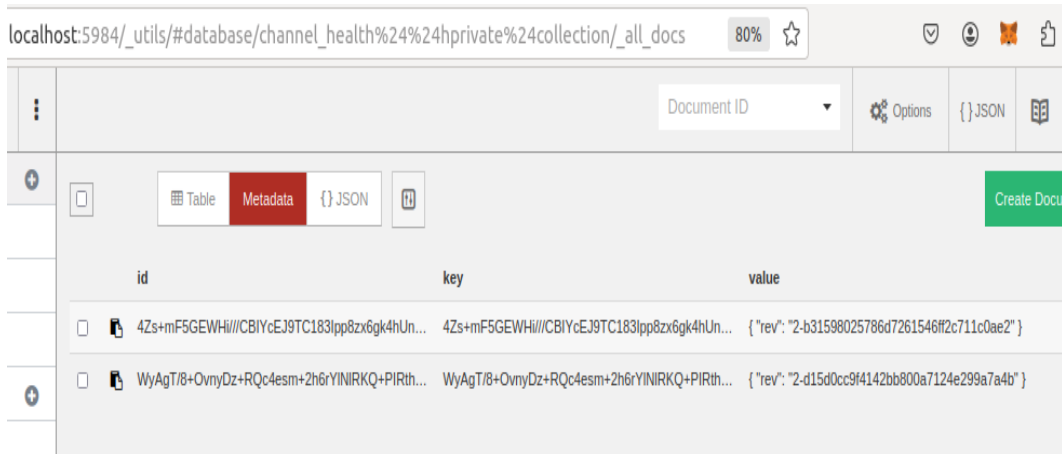 localhost:5984/_utils/#database/channel_health%24%24hprivate%24collection/_all_docs 80%
Document ID Options { } JSON
Table Metadata { } JSON Create Docu
id key value
4Zs+mF5GEWHi///CBIYcEJ9TC183Ipp8zx6gk4hUn... 4Zs+mF5GEWHi///CBIYcEJ9TC183Ipp8zx6gk4hUn... { "rev": "2-b31598025786d7261546ff2c711c0ae2" }
WyAgT/8+OvnyDz+RQc4esm+2h6rYINIRKQ+PIRth... WyAgT/8+OvnyDz+RQc4esm+2h6rYINIRKQ+PIRth... { "rev": "2-d15d0cc9f4142bb800a7124e299a7a4b" }